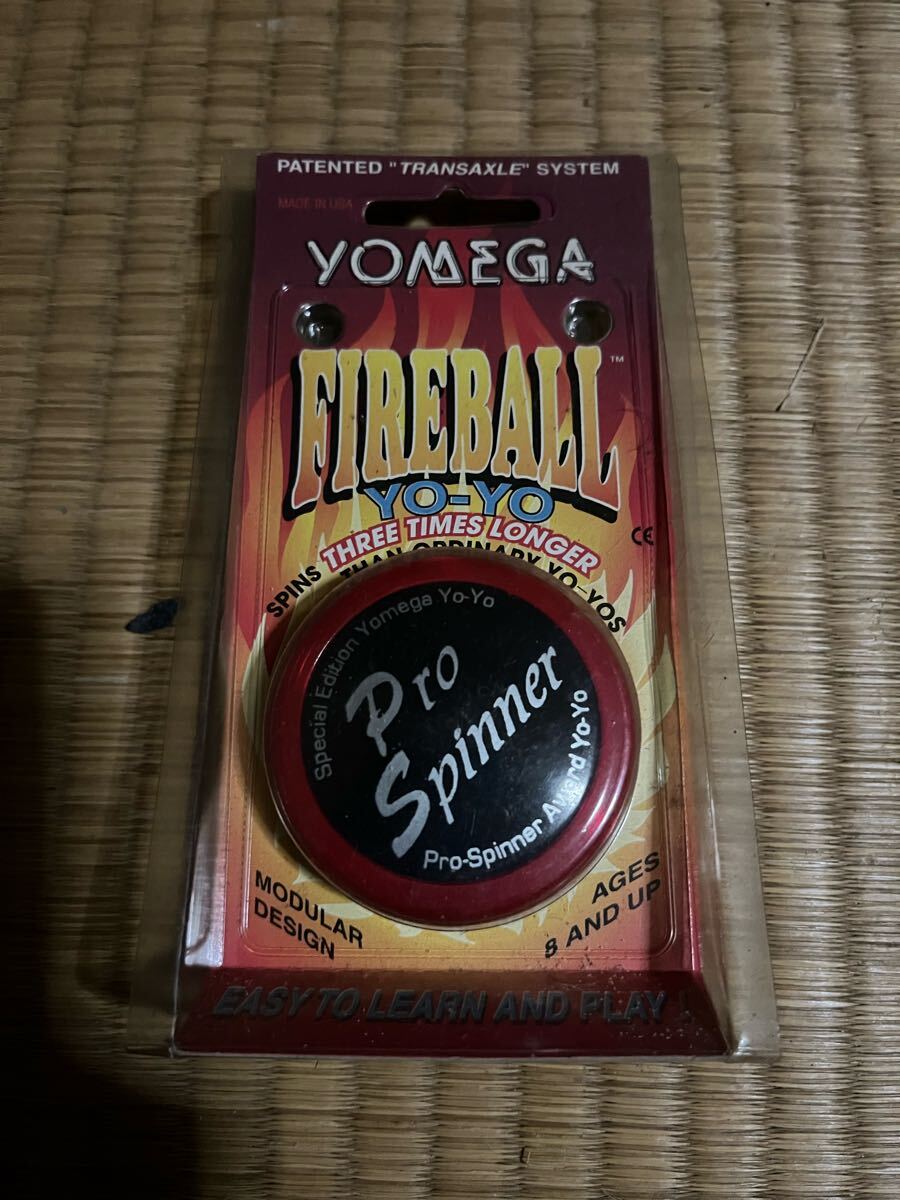 PATENTED "TRANSAXLE" SYSTEM
MADE IN USA
YOMEGA
FIREBALL™
YO-YO
SPINS THREE TIMES LONGER
THAN ORDINARY YO-YOS
CE
Special Edition Yomega Yo-Yo
Pro
Spinner
Pro-Spinner Award Yo-Yo
MODULAR
DESIGN
AGES
8 AND UP
EASY TO LEARN AND PLAY !